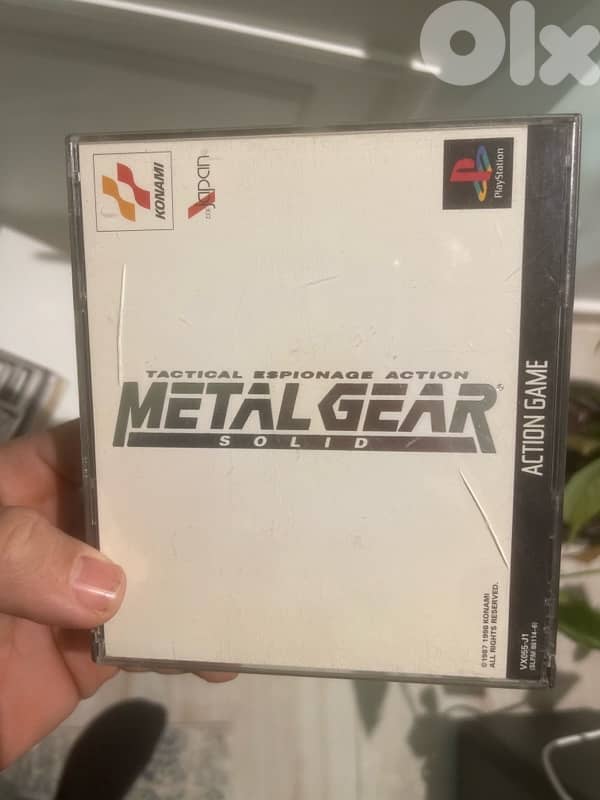 Olx
KONAMI
Japan
PlayStation
TACTICAL ESPIONAGE ACTION
METAL GEAR
SOLID
®
ACTION GAME
©1987 1998 KONAMI
ALL RIGHTS RESERVED.
VX055-J1